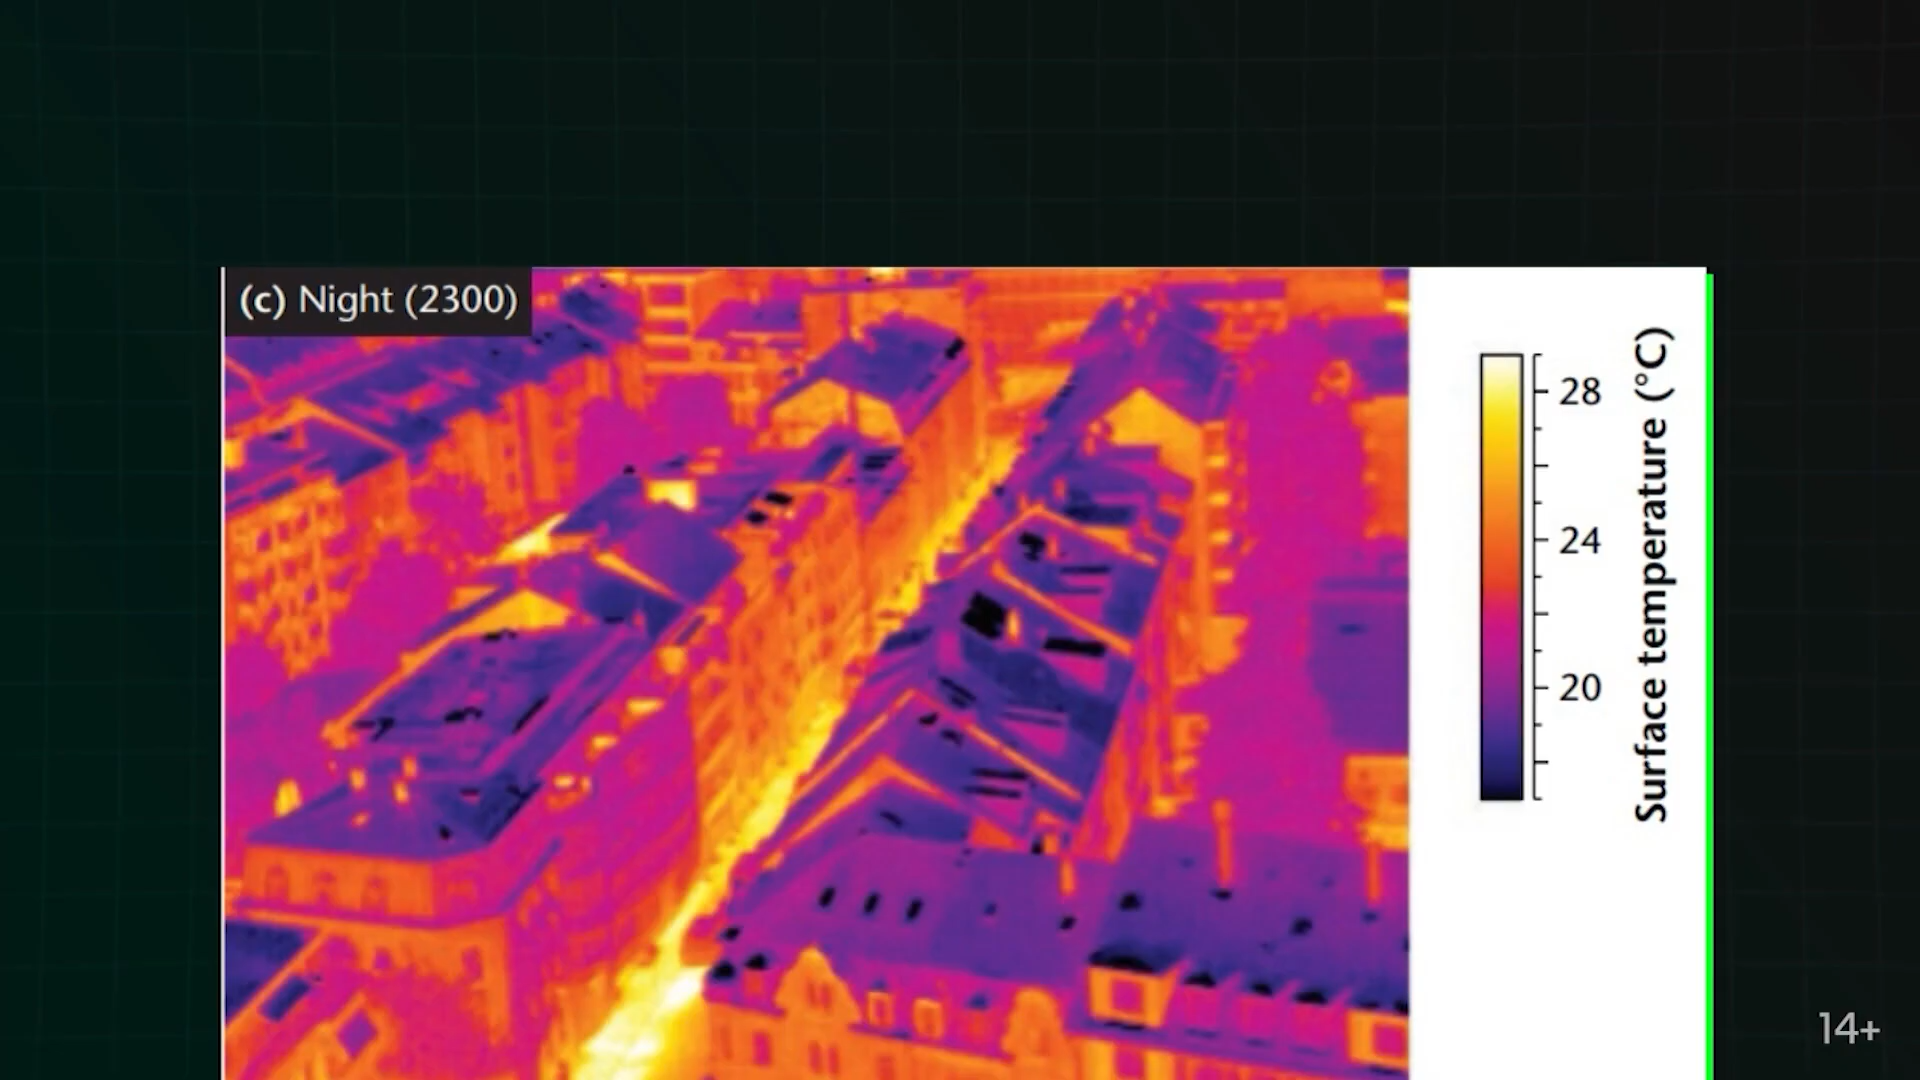 (c) Night (2300)
28
24
20
Surface temperature (°C)
14+